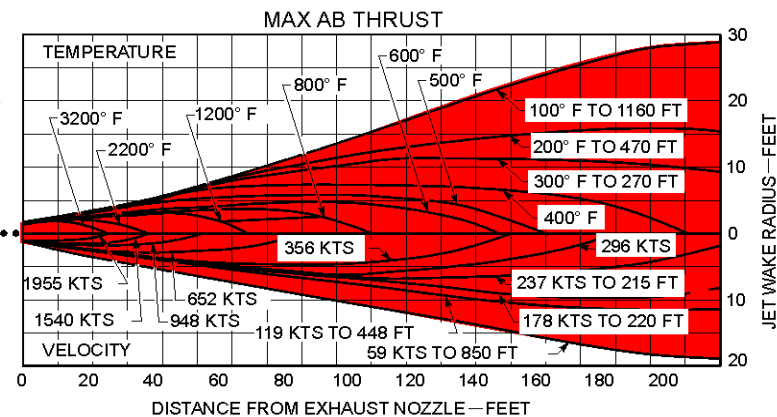 MAX AB THRUST
30
TEMPERATURE
600° F
500° F
800° F
1200° F
3200° F
2200° F
20
100° F TO 1160 FT
200° F TO 470 FT
10
300° F TO 270 FT
400° F
0
356 KTS
296 KTS
1955 KTS
237 KTS TO 215 FT
652 KTS
10
1540 KTS
948 KTS
178 KTS TO 220 FT
119 KTS TO 448 FT
VELOCITY
59 KTS TO 850 FT
20
JET WAKE RADIUS—FEET
0 20 40 60 80 100 120 140 160 180 200
DISTANCE FROM EXHAUST NOZZLE—FEET